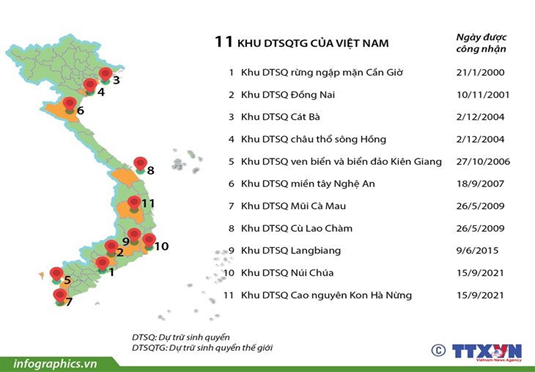 11 KHU DTSQTG CỦA VIỆT NAM
Ngày được
công nhận
1 Khu DTSQ rừng ngập mặn Cần Giờ 21/1/2000
2 Khu DTSQ Đồng Nai 10/11/2001
3 Khu DTSQ Cát Bà 2/12/2004
4 Khu DTSQ châu thổ sông Hồng 2/12/2004
5 Khu DTSQ ven biển và biển đảo Kiên Giang 27/10/2006
6 Khu DTSQ miền tây Nghệ An 18/9/2007
7 Khu DTSQ Mũi Cà Mau 26/5/2009
8 Khu DTSQ Cù Lao Chàm 26/5/2009
9 Khu DTSQ Langbiang 9/6/2015
10 Khu DTSQ Núi Chúa 15/9/2021
11 Khu DTSQ Cao nguyên Kon Hà Nừng 15/9/2021
3
4
6
8
11
9
10
2
1
5
7
DTSQ: Dự trữ sinh quyển
DTSQTG: Dự trữ sinh quyển thế giới
infographics.vn
© TTXVN
Vietnam News Agency